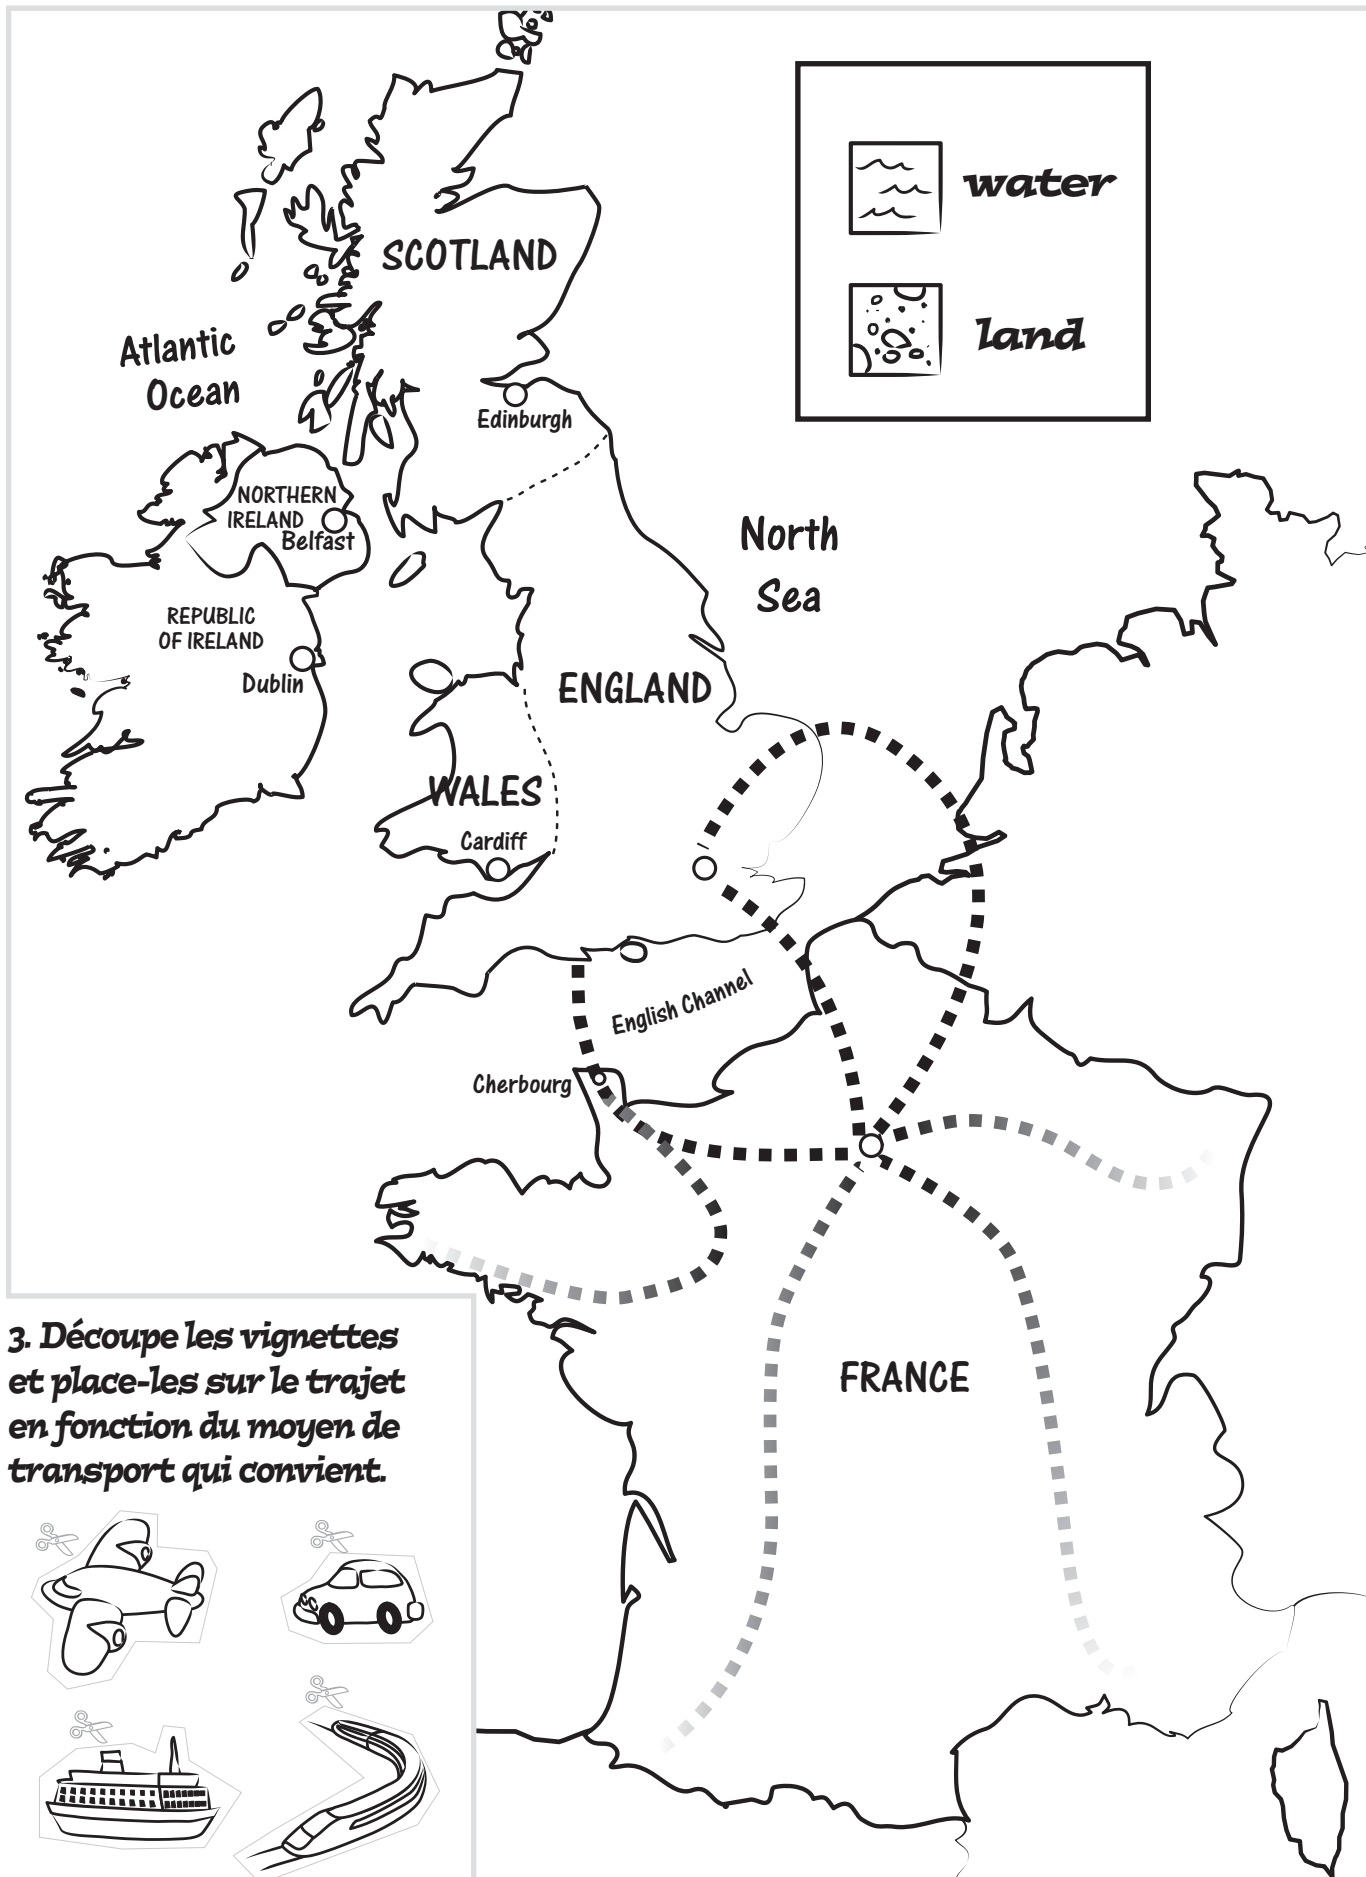 water
SCOTLAND
land
Atlantic
Ocean
Edinburgh
NORTHERN
IRELAND
Belfast
North
Sea
REPUBLIC
OF IRELAND
Dublin
ENGLAND
WALES
Cardiff
English Channel
Cherbourg
FRANCE
3. Découpe les vignettes
et place-les sur le trajet
en fonction du moyen de
transport qui convient.